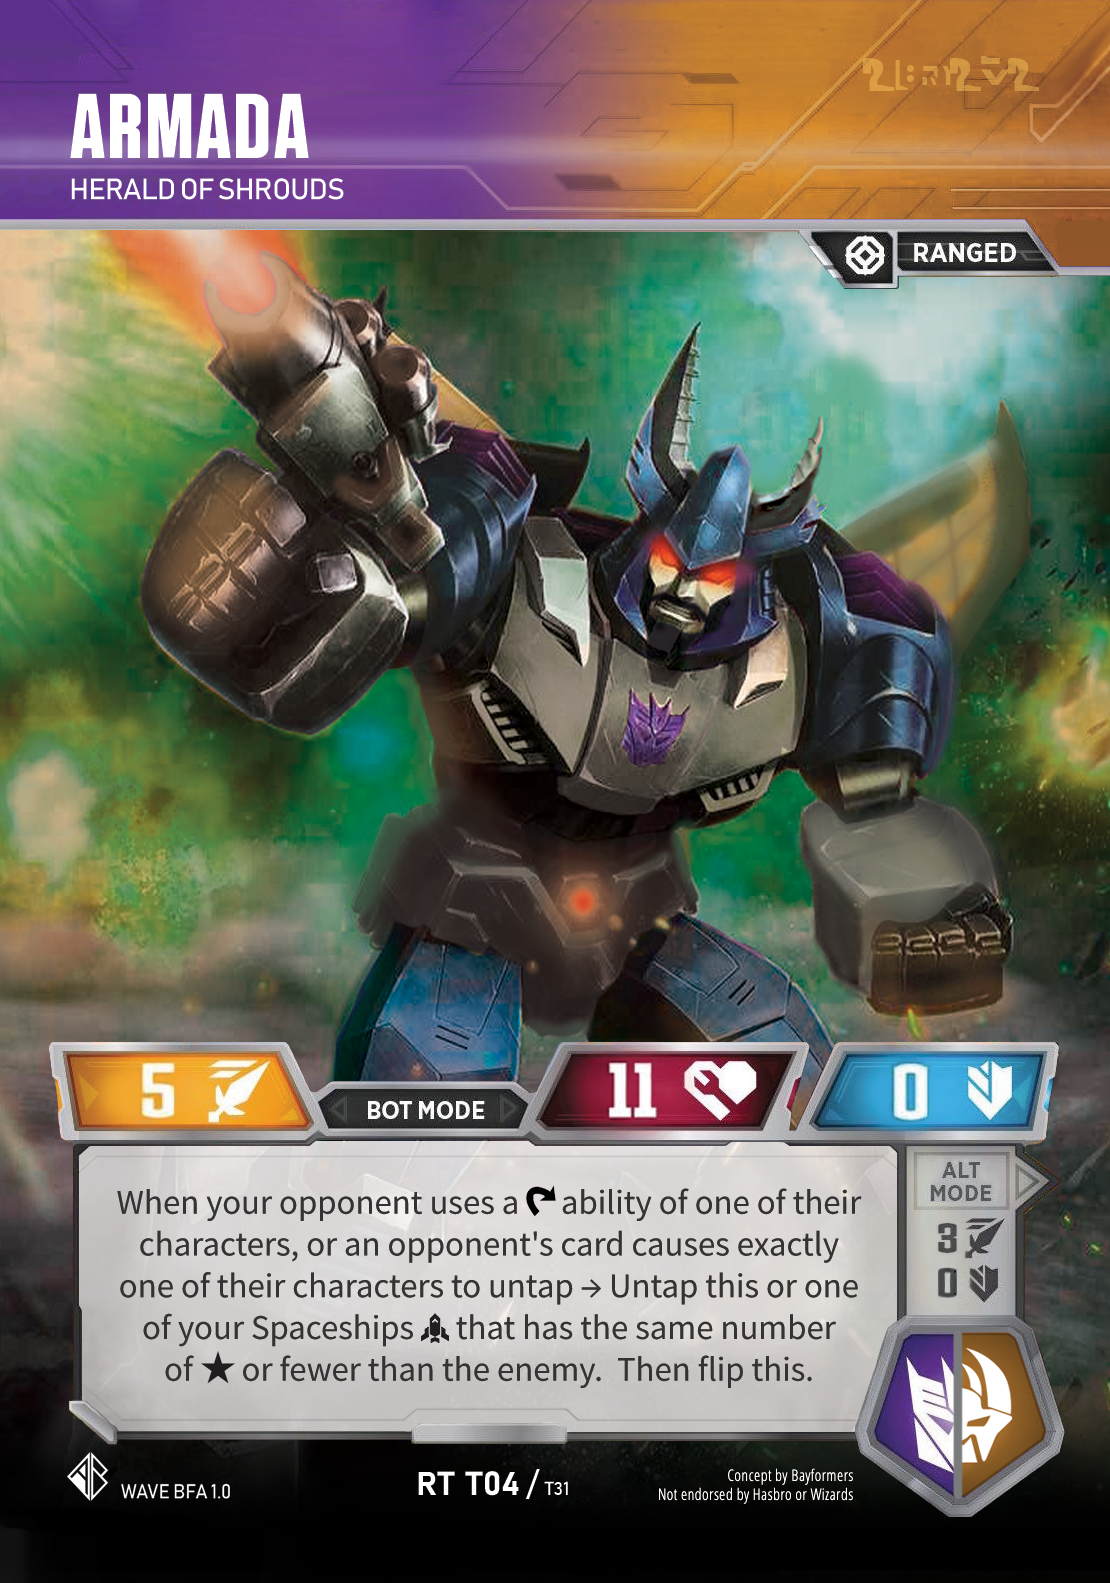 ARMADA
HERALD OF SHROUDS
RANGED
5
BOT MODE
11
0
When your opponent uses a ability of one of their
characters, or an opponent's card causes exactly
one of their characters to untap → Untap this or one
of your Spaceships that has the same number
of ★ or fewer than the enemy. Then flip this.
ALT
MODE
3
0
WAVE BFA 1.0
RT T04 / T31
Concept by Bayformers
Not endorsed by Hasbro or Wizards